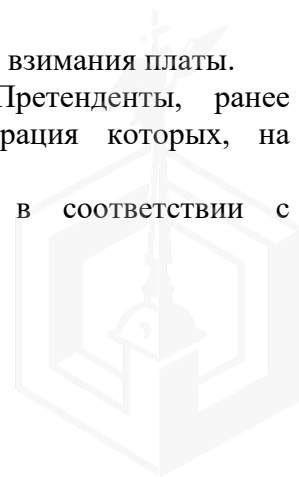 взимания платы.
Претенденты, ранее
рация которых, на
в соответствии с